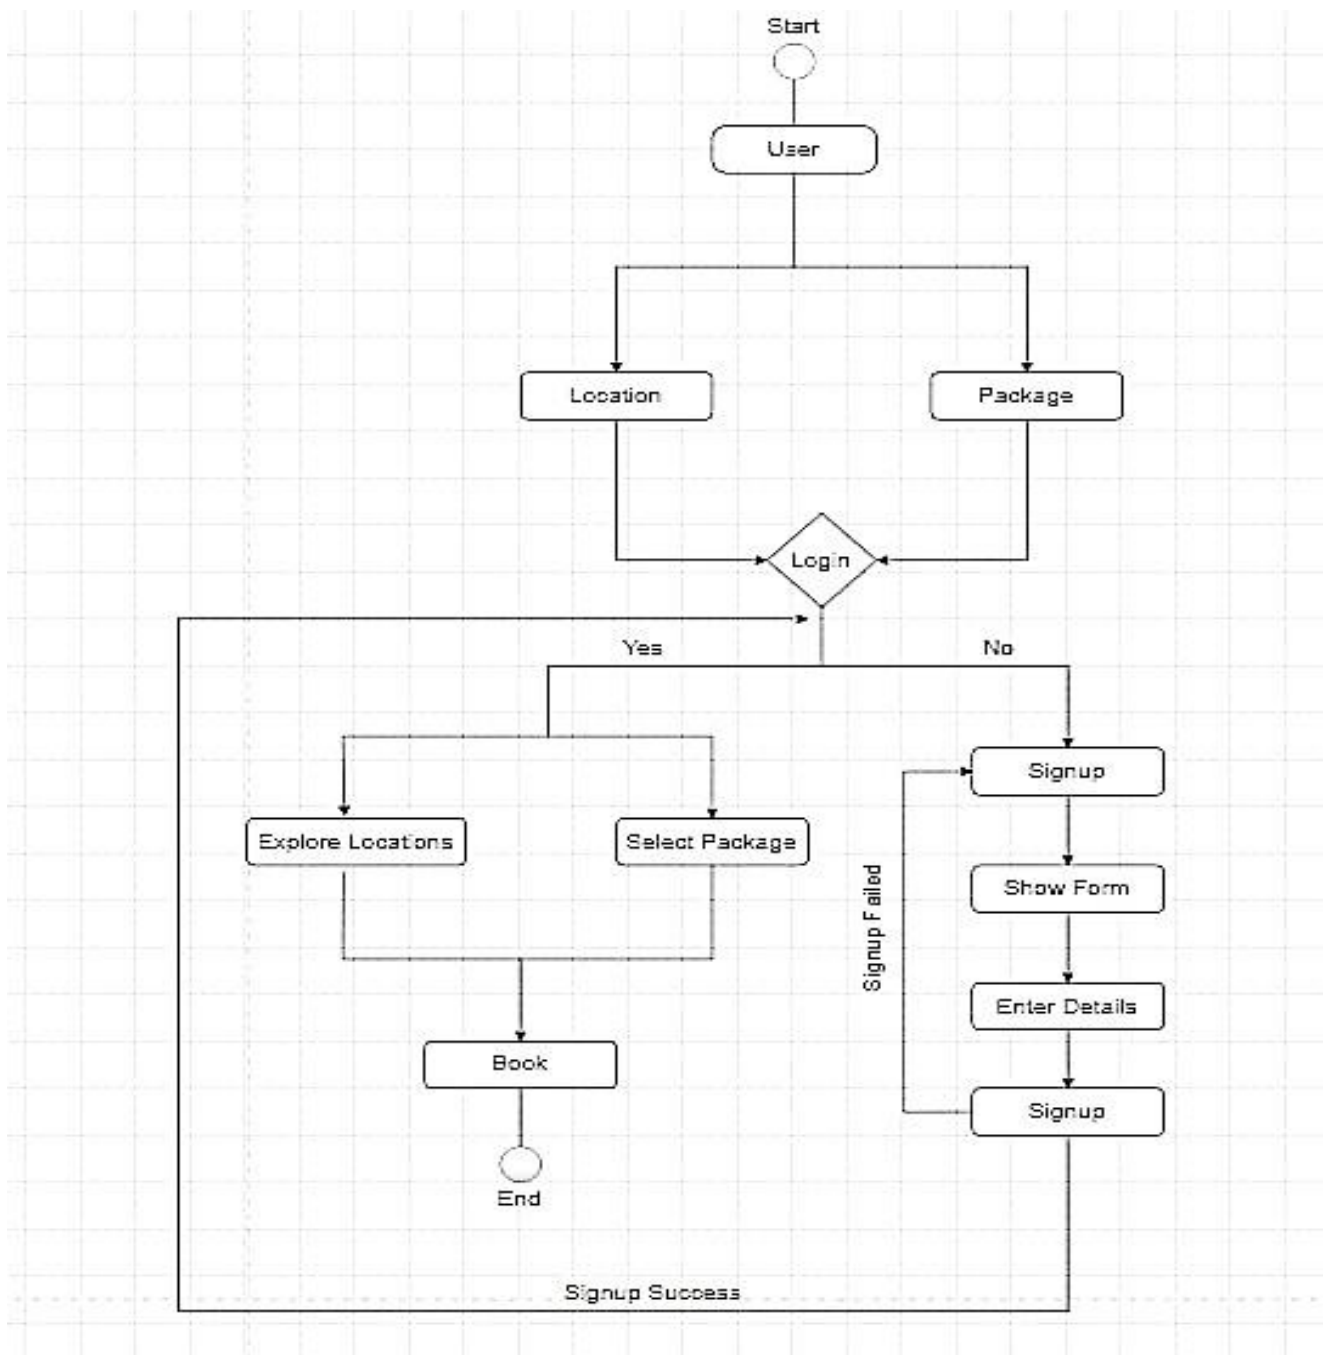 Start
User
Location
Package
Login
Yes
No
Signup
Explore Locations
Select Package
Show Form
Signup Failed
Enter Details
Book
Signup
End
Signup Success